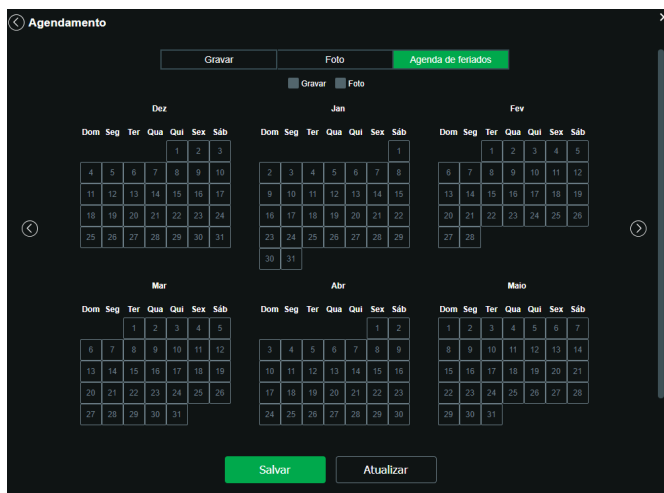 Agendamento
Gravar Foto Agenda de feriados
Gravar Foto
Dez Jan Fev
Dom Seg Ter Qua Qui Sex Sáb Dom Seg Ter Qua Qui Sex Sáb Dom Seg Ter Qua Qui Sex Sáb
1 2 3 1 1 2 3 4 5
4 5 6 7 8 9 10 2 3 4 5 6 7 8 6 7 8 9 10 11 12
11 12 13 14 15 16 17 9 10 11 12 13 14 15 13 14 15 16 17 18 19
18 19 20 21 22 23 24 16 17 18 19 20 21 22 20 21 22 23 24 25 26
25 26 27 28 29 30 31 23 24 25 26 27 28 29 27 28
30 31
Mar Abr Maio
Dom Seg Ter Qua Qui Sex Sáb Dom Seg Ter Qua Qui Sex Sáb Dom Seg Ter Qua Qui Sex Sáb
1 2 3 4 5 1 2 1 2 3 4 5 6 7
6 7 8 9 10 11 12 3 4 5 6 7 8 9 8 9 10 11 12 13 14
13 14 15 16 17 18 19 10 11 12 13 14 15 16 15 16 17 18 19 20 21
20 21 22 23 24 25 26 17 18 19 20 21 22 23 22 23 24 25 26 27 28
27 28 29 30 31 24 25 26 27 28 29 30 29 30 31
Salvar Atualizar